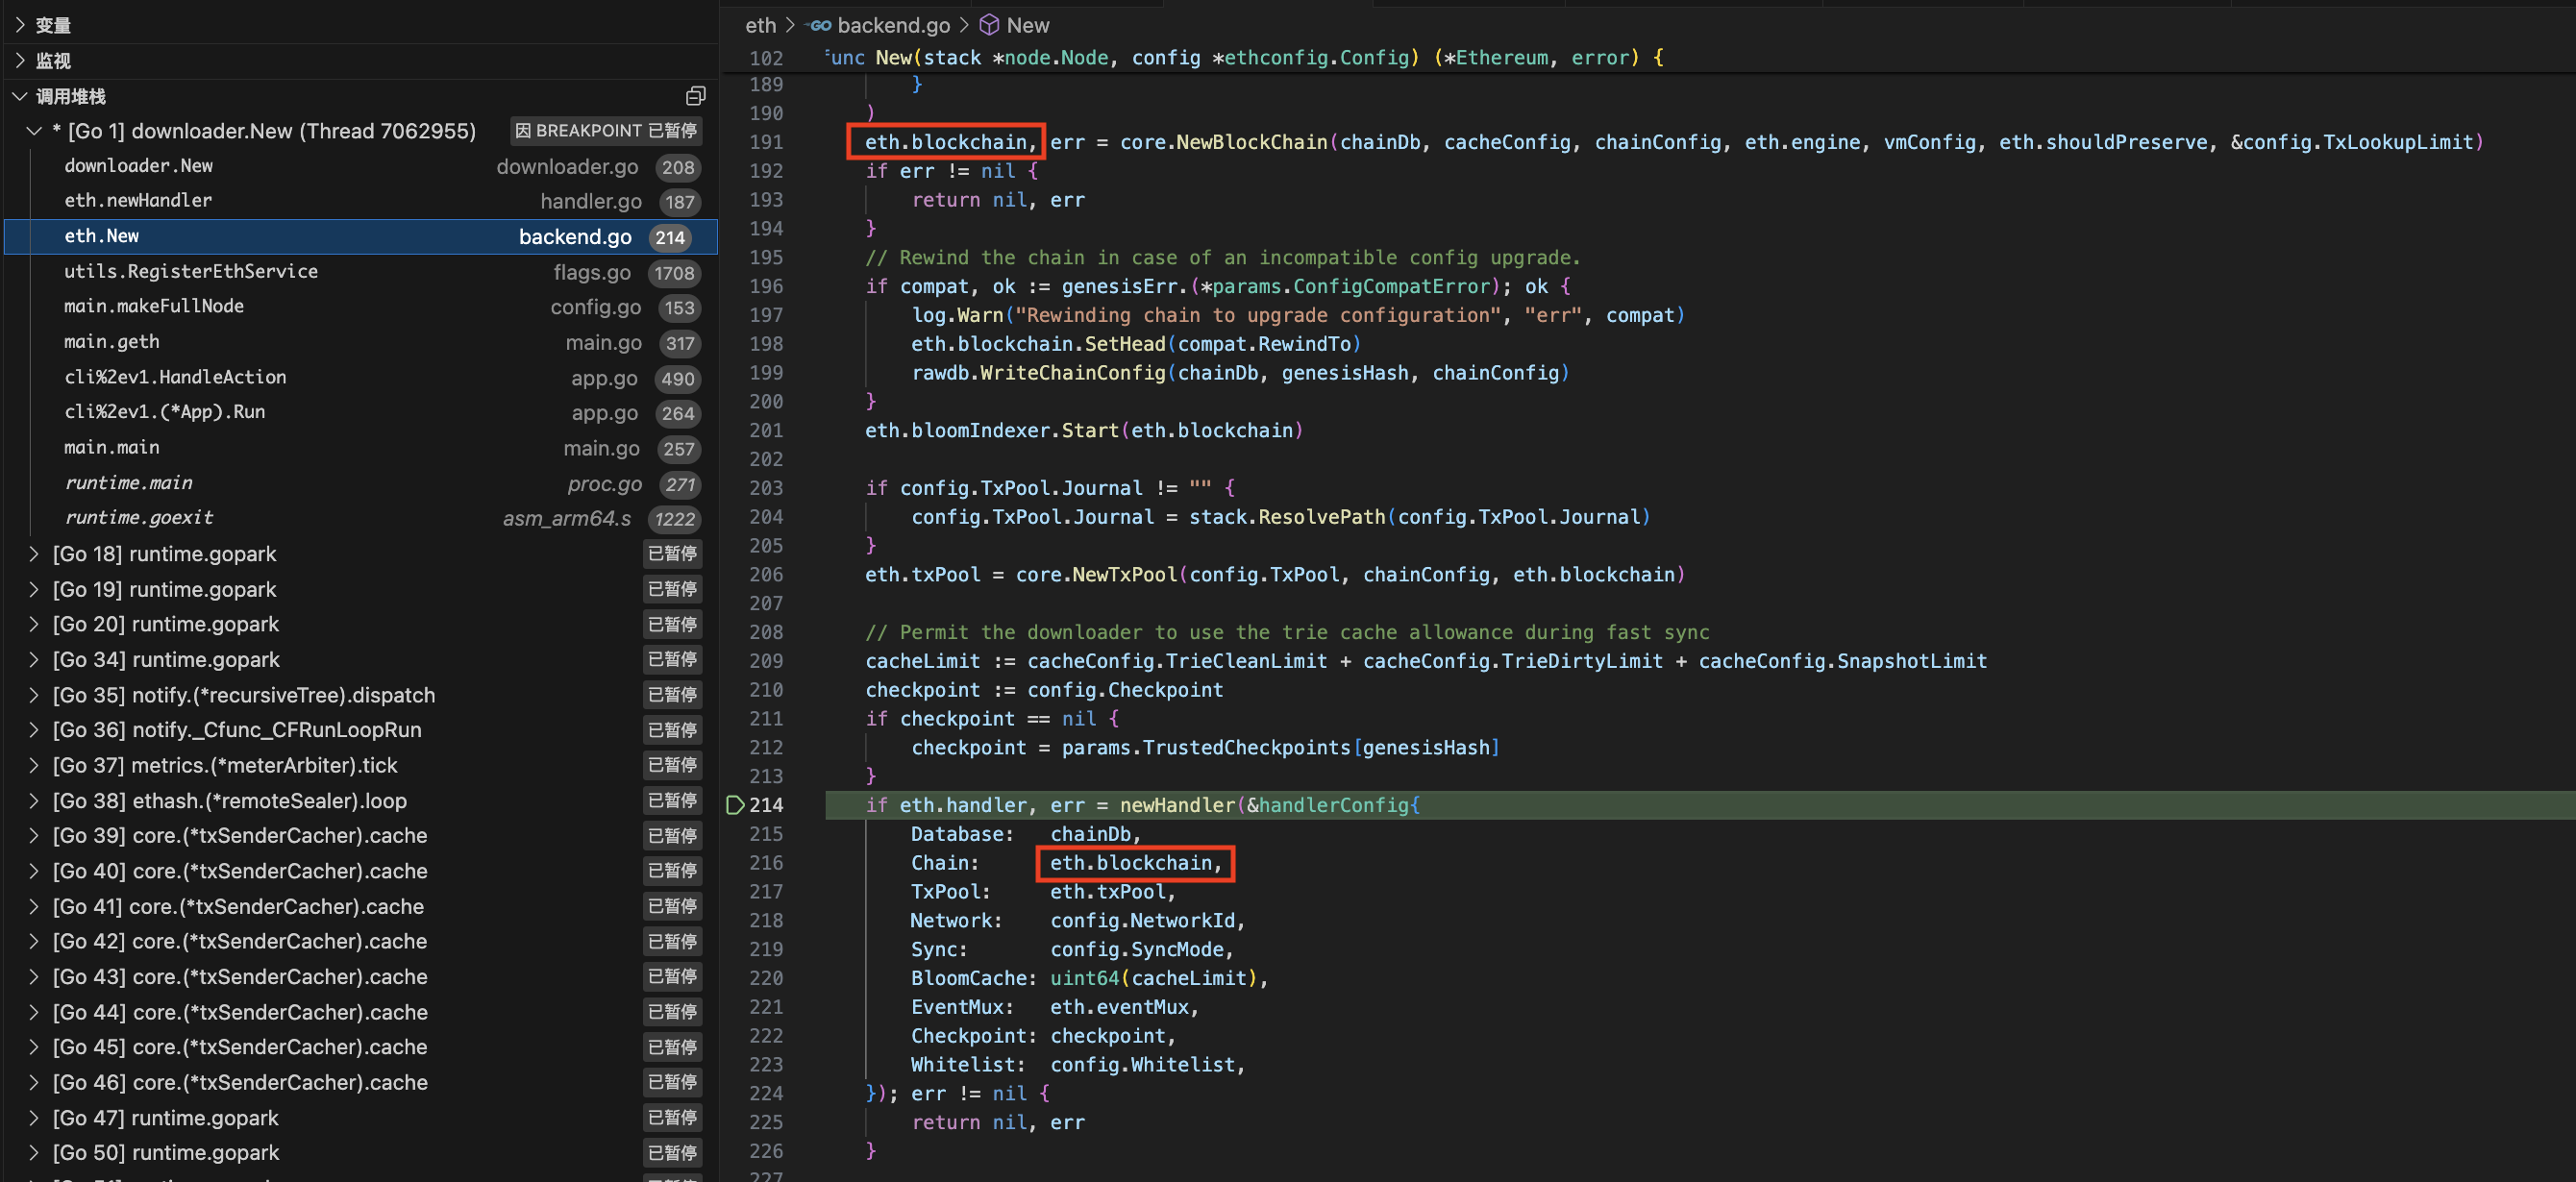 变量
监视
调用堆栈
* [Go 1] downloader.New (Thread 7062955) 因 BREAKPOINT 已暂停
downloader.New downloader.go 208
eth.newHandler handler.go 187
eth.New backend.go 214
utils.RegisterEthService flags.go 1708
main.makeFullNode config.go 153
main.geth main.go 317
cli%2ev1.HandleAction app.go 490
cli%2ev1.(*App).Run app.go 264
main.main main.go 257
runtime.main proc.go 271
runtime.goexit asm_arm64.s 1222
[Go 18] runtime.gopark 已暂停
[Go 19] runtime.gopark 已暂停
[Go 20] runtime.gopark 已暂停
[Go 34] runtime.gopark 已暂停
[Go 35] notify.(*recursiveTree).dispatch 已暂停
[Go 36] notify._Cfunc_CFRunLoopRun 已暂停
[Go 37] metrics.(*meterArbiter).tick 已暂停
[Go 38] ethash.(*remoteSealer).loop 已暂停
[Go 39] core.(*txSenderCacher).cache 已暂停
[Go 40] core.(*txSenderCacher).cache 已暂停
[Go 41] core.(*txSenderCacher).cache 已暂停
[Go 42] core.(*txSenderCacher).cache 已暂停
[Go 43] core.(*txSenderCacher).cache 已暂停
[Go 44] core.(*txSenderCacher).cache 已暂停
[Go 45] core.(*txSenderCacher).cache 已暂停
[Go 46] core.(*txSenderCacher).cache 已暂停
[Go 47] runtime.gopark 已暂停
[Go 50] runtime.gopark 已暂停
eth > GO backend.go > New
102 func New(stack *node.Node, config *ethconfig.Config) (*Ethereum, error) {
189 }
190 )
191 eth.blockchain, err = core.NewBlockChain(chainDb, cacheConfig, chainConfig, eth.engine, vmConfig, eth.shouldPreserve, &config.TxLookupLimit)
192 if err != nil {
193 return nil, err
194 }
195 // Rewind the chain in case of an incompatible config upgrade.
196 if compat, ok := genesisErr.(*params.ConfigCompatError); ok {
197 log.Warn("Rewinding chain to upgrade configuration", "err", compat)
198 eth.blockchain.SetHead(compat.RewindTo)
199 rawdb.WriteChainConfig(chainDb, genesisHash, chainConfig)
200 }
201 eth.bloomIndexer.Start(eth.blockchain)
202
203 if config.TxPool.Journal != "" {
204 config.TxPool.Journal = stack.ResolvePath(config.TxPool.Journal)
205 }
206 eth.txPool = core.NewTxPool(config.TxPool, chainConfig, eth.blockchain)
207
208 // Permit the downloader to use the trie cache allowance during fast sync
209 cacheLimit := cacheConfig.TrieCleanLimit + cacheConfig.TrieDirtyLimit + cacheConfig.SnapshotLimit
210 checkpoint := config.Checkpoint
211 if checkpoint == nil {
212 checkpoint = params.TrustedCheckpoints[genesisHash]
213 }
214 if eth.handler, err = newHandler(&handlerConfig{
215 Database: chainDb,
216 Chain: eth.blockchain,
217 TxPool: eth.txPool,
218 Network: config.NetworkId,
219 Sync: config.SyncMode,
220 BloomCache: uint64(cacheLimit),
221 EventMux: eth.eventMux,
222 Checkpoint: checkpoint,
223 Whitelist: config.Whitelist,
224 }); err != nil {
225 return nil, err
226 }
227